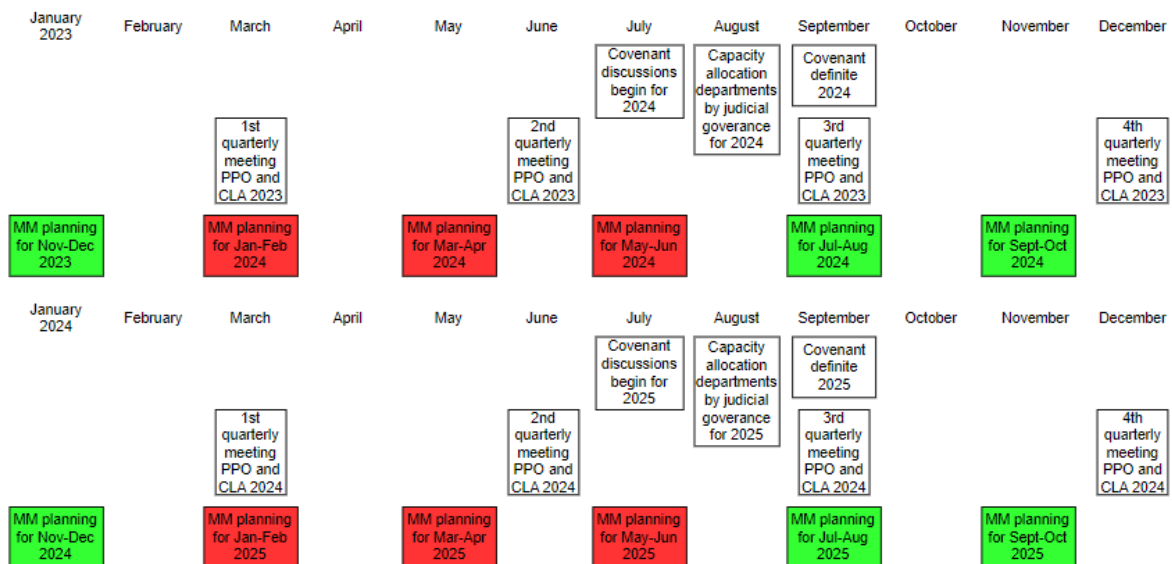 January
2023
February
March
April
May
June
July
August
September
October
November
December
Covenant
discussions
begin for
2024
Capacity
allocation
departments
by judicial
goverance
for 2024
Covenant
definite
2024
1st
quarterly
meeting
PPO and
CLA 2023
2nd
quarterly
meeting
PPO and
CLA 2023
3rd
quarterly
meeting
PPO and
CLA 2023
4th
quarterly
meeting
PPO and
CLA 2023
MM planning
for Nov-Dec
2023
MM planning
for Jan-Feb
2024
MM planning
for Mar-Apr
2024
MM planning
for May-Jun
2024
MM planning
for Jul-Aug
2024
MM planning
for Sept-Oct
2024
January
2024
February
March
April
May
June
July
August
September
October
November
December
Covenant
discussions
begin for
2025
Capacity
allocation
departments
by judicial
goverance
for 2025
Covenant
definite
2025
1st
quarterly
meeting
PPO and
CLA 2024
2nd
quarterly
meeting
PPO and
CLA 2024
3rd
quarterly
meeting
PPO and
CLA 2024
4th
quarterly
meeting
PPO and
CLA 2024
MM planning
for Nov-Dec
2024
MM planning
for Jan-Feb
2025
MM planning
for Mar-Apr
2025
MM planning
for May-Jun
2025
MM planning
for Jul-Aug
2025
MM planning
for Sept-Oct
2025